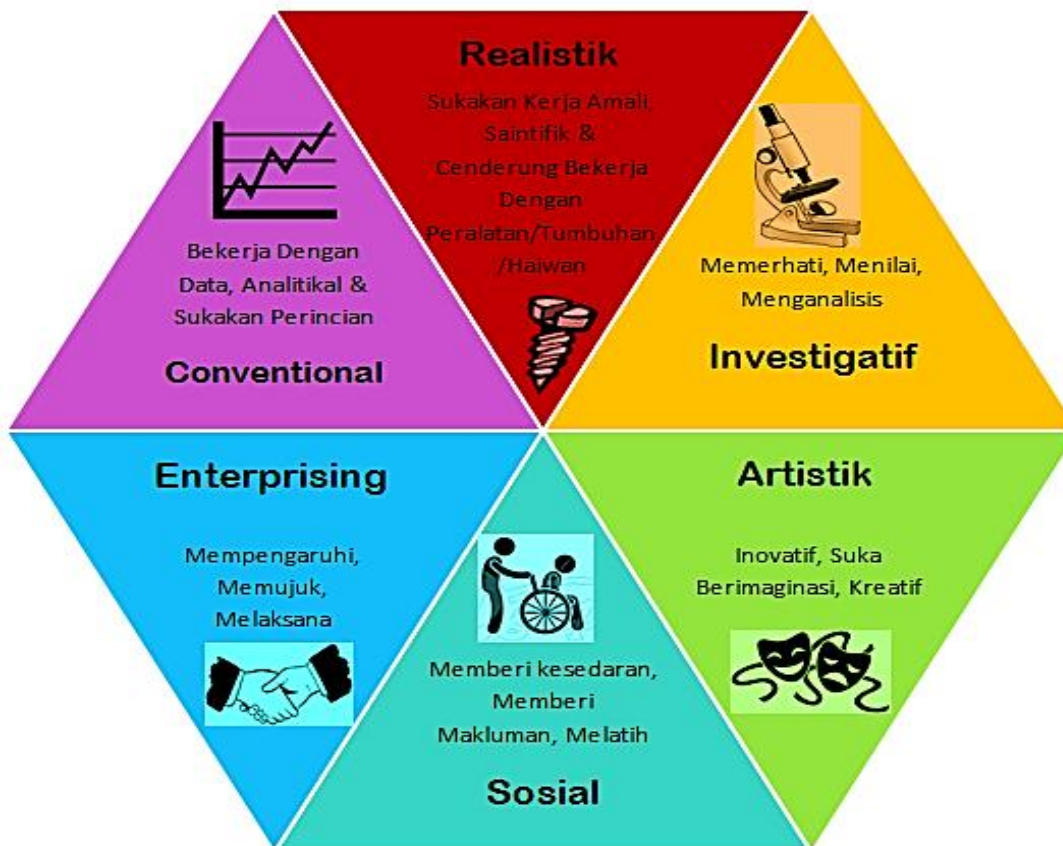 Realistik
Sukakan Kerja Amali,
Saintifik &
Cenderung Bekerja
Dengan
Peralatan/Tumbuhan
/Haiwan
Memerhati, Menilai,
Menganalisis
Investigatif
Artistik
Inovatif, Suka
Berimaginasi, Kreatif
Memberi kesedaran,
Memberi
Makluman, Melatih
Sosial
Enterprising
Mempengaruhi,
Memujuk,
Melaksana
Bekerja Dengan
Data, Analitikal &
Sukakan Perincian
Conventional